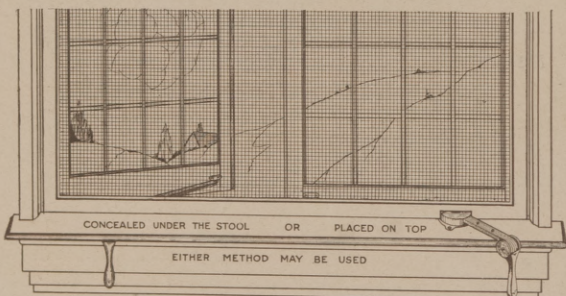 CONCEALED UNDER THE STOOL OR PLACED ON TOP
EITHER METHOD MAY BE USED